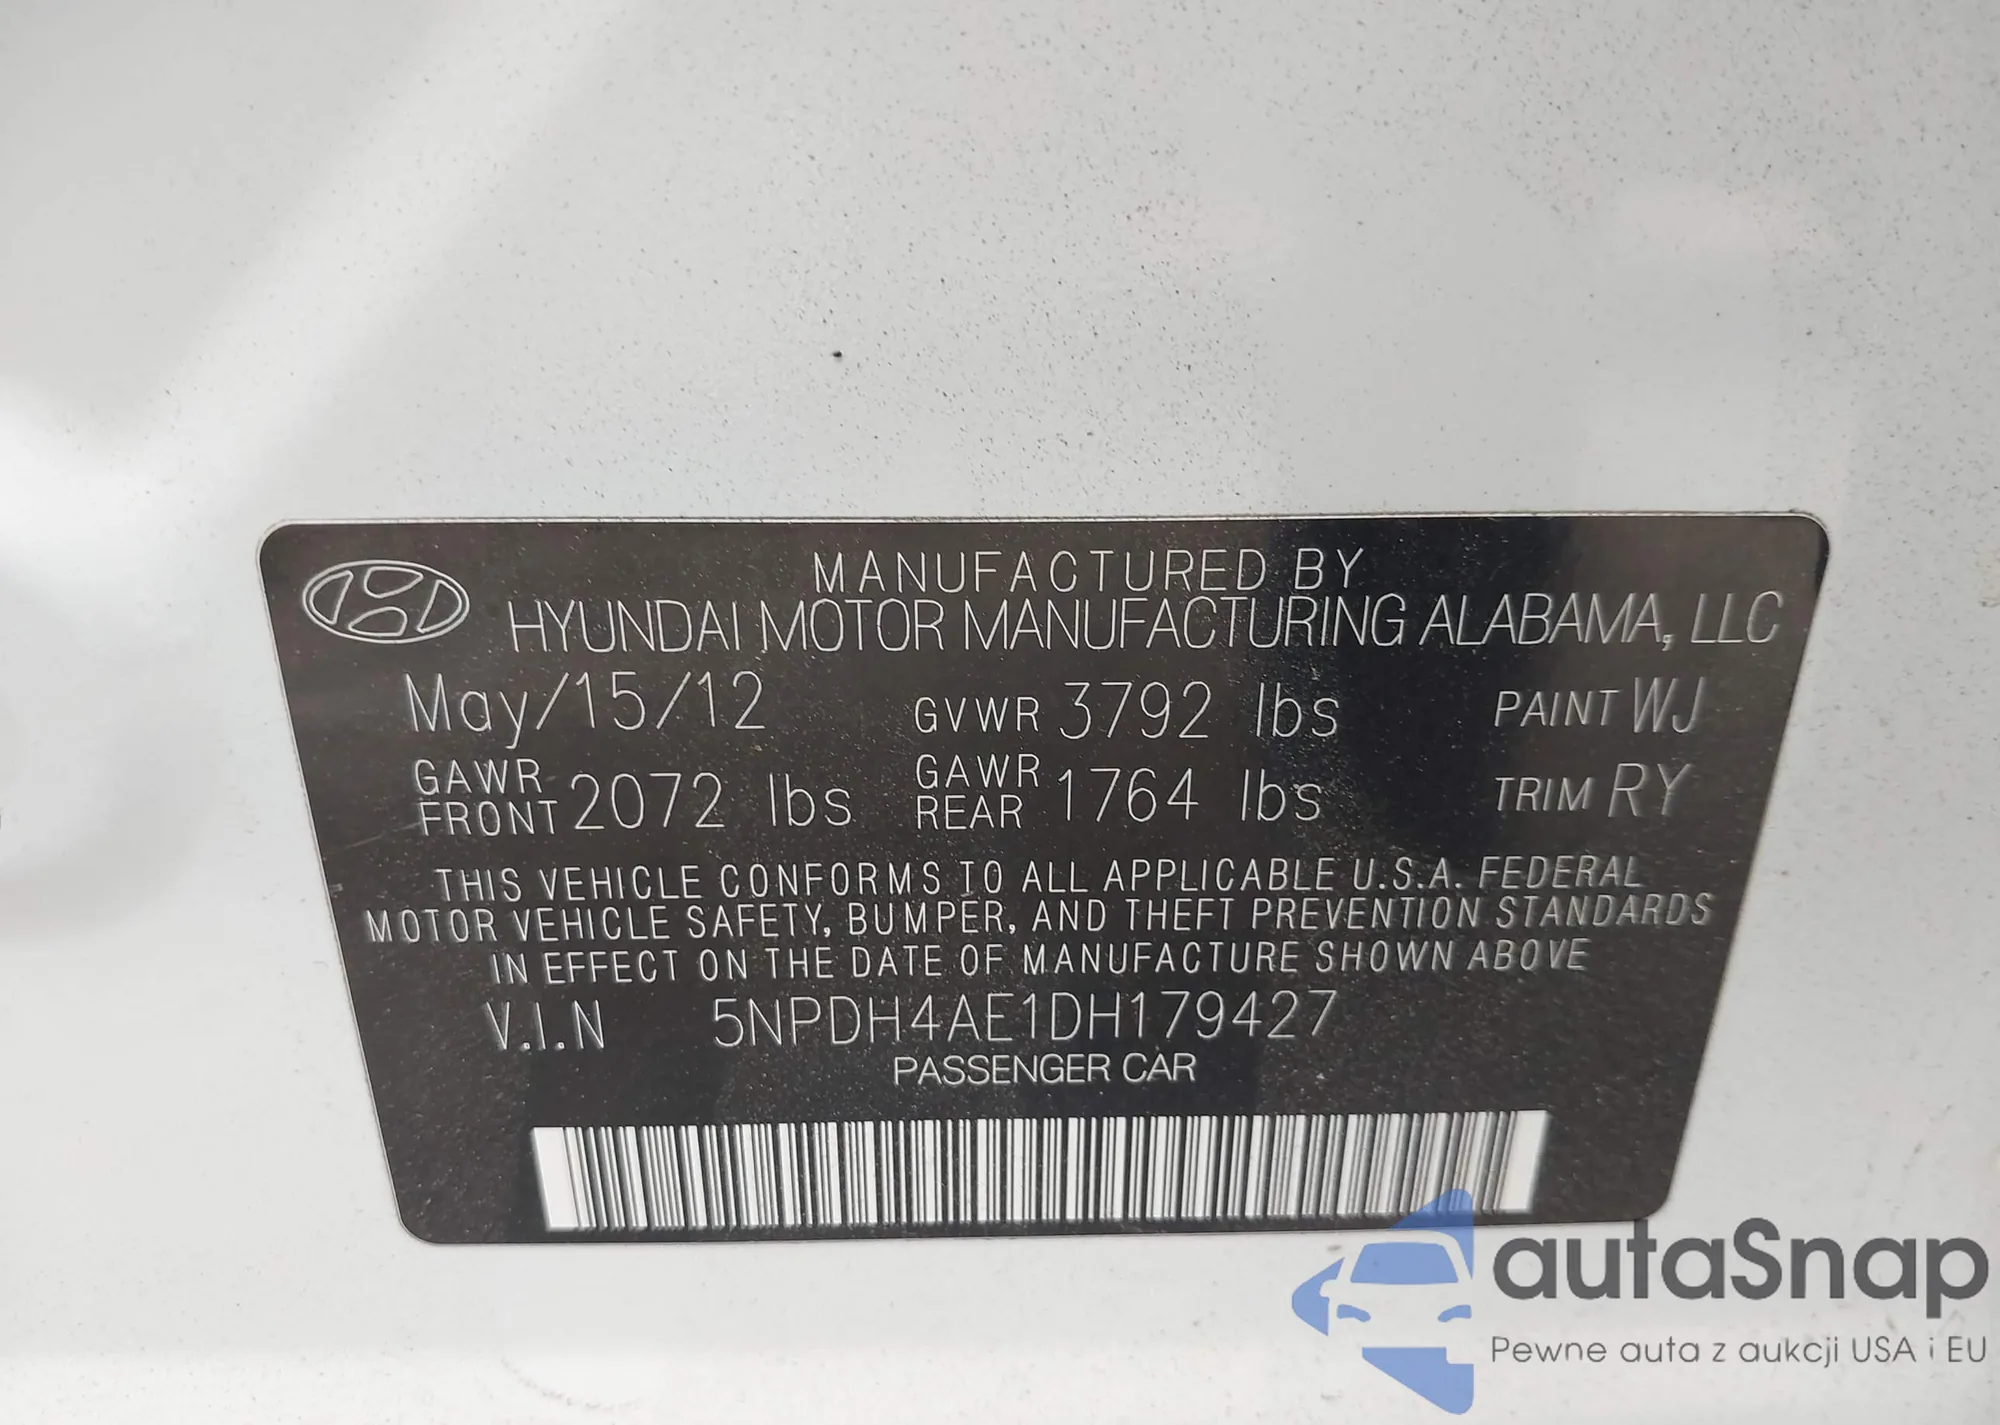 MANUFACTURED BY
HYUNDAI MOTOR MANUFACTURING ALABAMA, LLC
May/15/12 GVWR 3792 lbs PAINT WJ
GAWR FRONT 2072 lbs GAWR REAR 1764 lbs TRIM RY
THIS VEHICLE CONFORMS TO ALL APPLICABLE U.S.A. FEDERAL
MOTOR VEHICLE SAFETY, BUMPER, AND THEFT PREVENTION STANDARDS
IN EFFECT ON THE DATE OF MANUFACTURE SHOWN ABOVE
V.I.N 5NPDH4AE1DH179427
PASSENGER CAR
autaSnap
Pewne auta z aukcji USA i EU